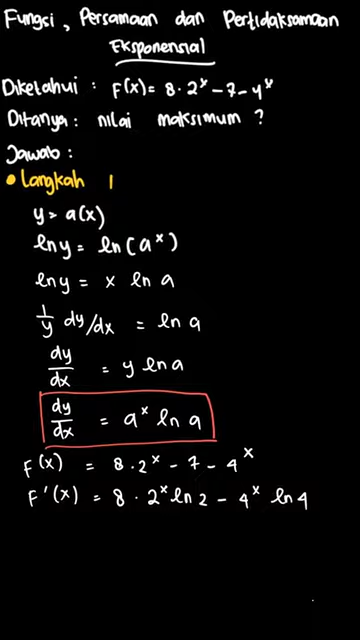 Fungsi, Persamaan dan Pertidaksamaan
Eksponensial
Diketahui : F(x) = 8 · 2^x - 7 - 4^x
Ditanya : nilai maksimum ?
Jawab :
• Langkah 1
y = a(x)
ln y = ln (a^x)
ln y = x ln a
1/y dy/dx = ln a
dy/dx = y ln a
dy/dx = a^x ln a
F(x) = 8 · 2^x - 7 - 4^x
F'(x) = 8 · 2^x ln 2 - 4^x ln 4